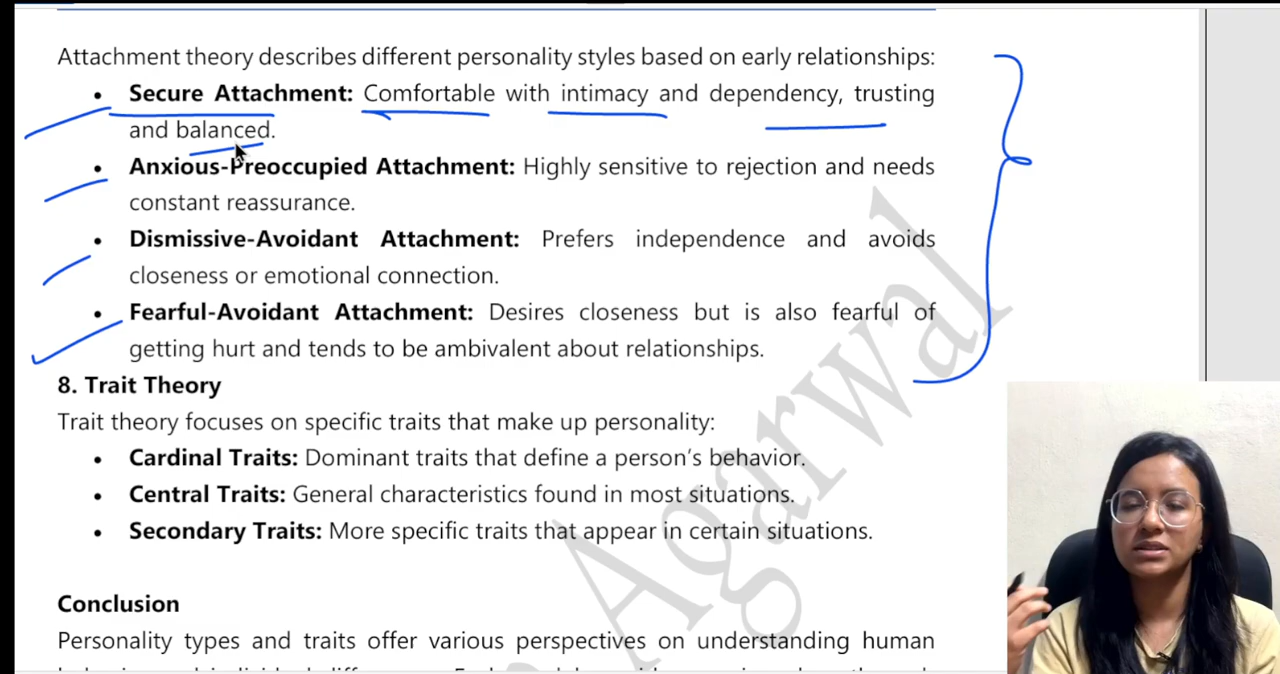 Attachment theory describes different personality styles based on early relationships:
• Secure Attachment: Comfortable with intimacy and dependency, trusting
and balanced.
• Anxious-Preoccupied Attachment: Highly sensitive to rejection and needs
constant reassurance.
• Dismissive-Avoidant Attachment: Prefers independence and avoids
closeness or emotional connection.
• Fearful-Avoidant Attachment: Desires closeness but is also fearful of
getting hurt and tends to be ambivalent about relationships.
8. Trait Theory
Trait theory focuses on specific traits that make up personality:
• Cardinal Traits: Dominant traits that define a person's behavior.
• Central Traits: General characteristics found in most situations.
• Secondary Traits: More specific traits that appear in certain situations.
Conclusion
Personality types and traits offer various perspectives on understanding human
Agarwal